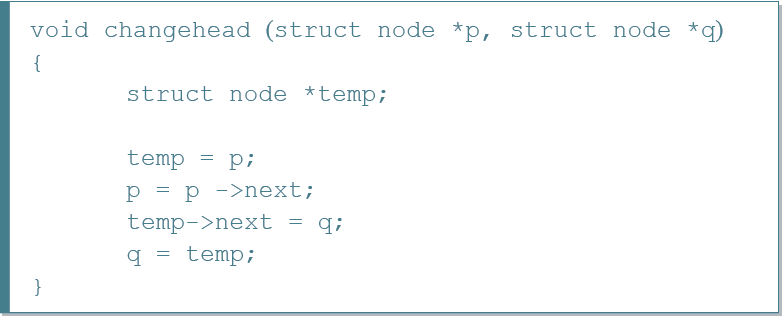 void changehead (struct node *p, struct node *q)
{
struct node *temp;
temp = p;
p = p ->next;
temp->next = q;
q = temp;
}